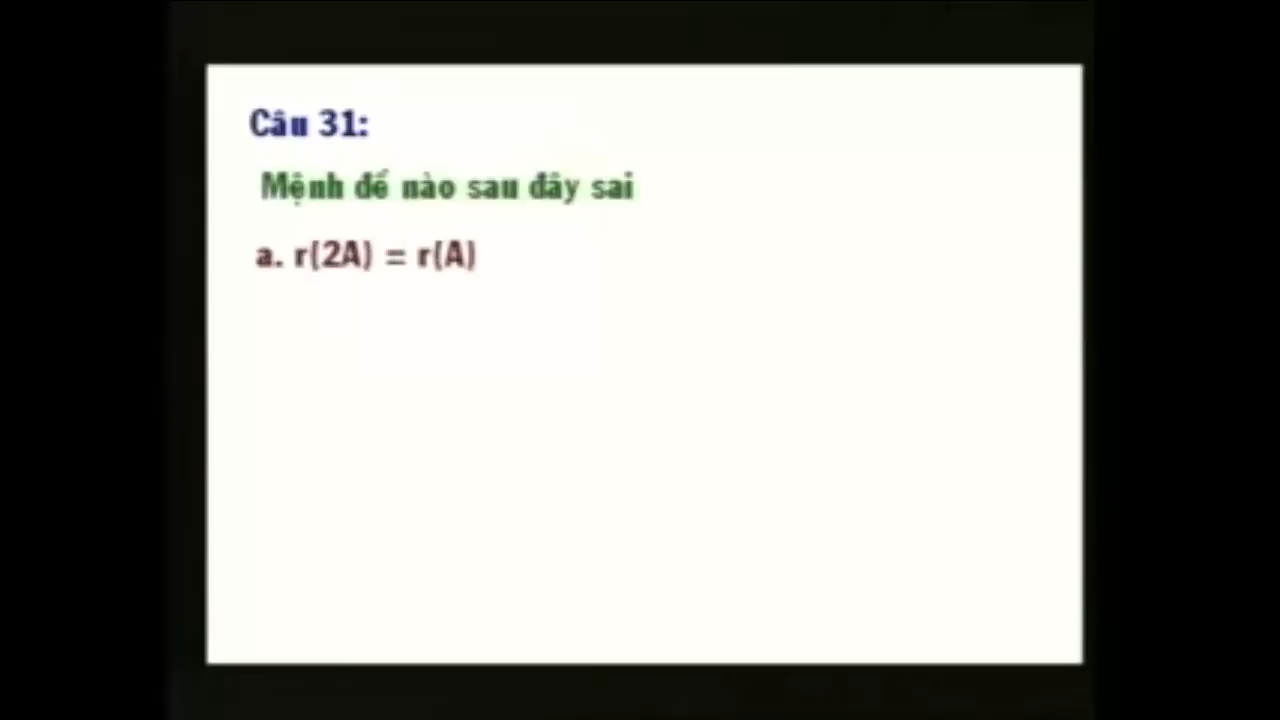 Câu 31:
Mệnh đề nào sau đây sai
a. r(2A) = r(A)